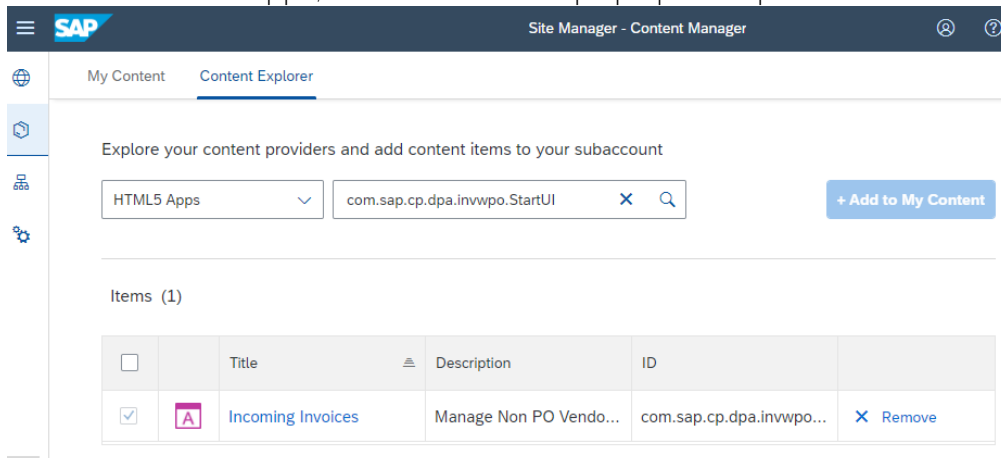 SAP
Site Manager - Content Manager
My Content Content Explorer
Explore your content providers and add content items to your subaccount
HTML5 Apps com.sap.cp.dpa.invwpo.StartUI + Add to My Content
Items (1)
Title Description ID
A Incoming Invoices Manage Non PO Vendo... com.sap.cp.dpa.invwpo... Remove